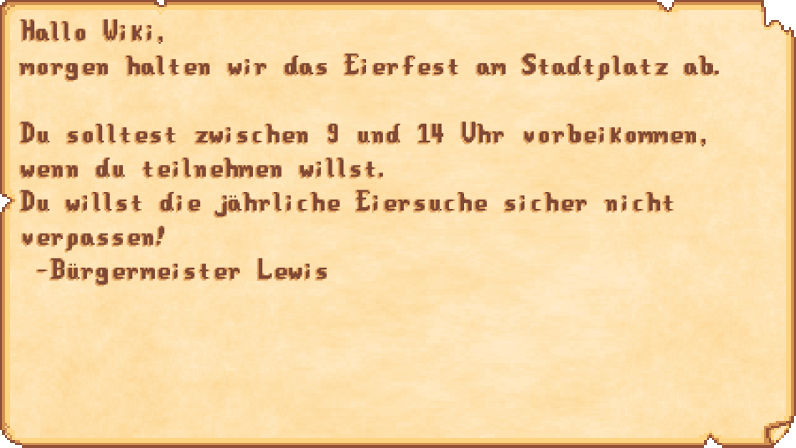 Hallo Wiki,
morgen halten wir das Eierfest am Stadtplatz ab.
Du solltest zwischen 9 und 14 Uhr vorbeikommen,
wenn du teilnehmen willst.
Du willst die jährliche Eiersuche sicher nicht
verpassen!
-Bürgermeister Lewis